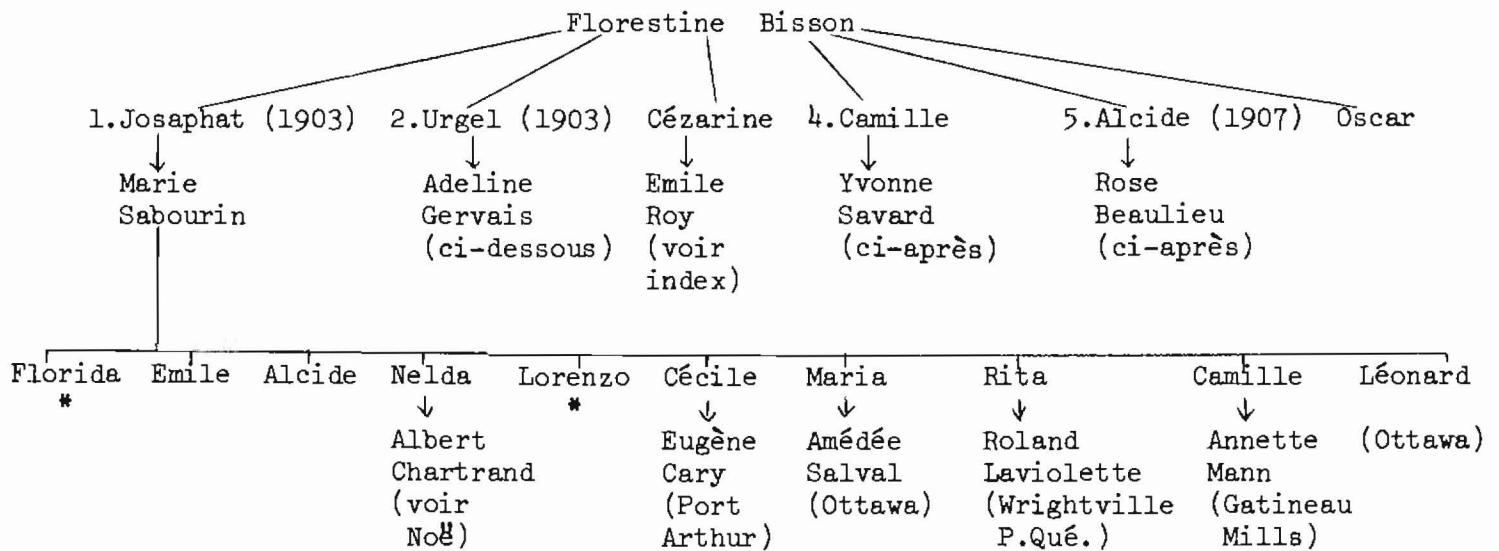 Florestine Bisson
1.Josaphat (1903) 2.Urgel (1903) Cézarine 4.Camille 5.Alcide (1907) Oscar
Marie Adeline Emile Yvonne Rose
Sabourin Gervais Roy Savard Beaulieu
(ci-dessous) (voir (ci-après) (ci-après)
index)
Florida Emile Alcide Nelda Lorenzo Cécile Maria Rita Camille Léonard
* *
Albert Eugène Amédée Roland Annette (Ottawa)
Chartrand Cary Salval Laviolette Mann
(voir (Port (Ottawa) (Wrightville (Gatineau
Noë) Arthur) P.Qué.) Mills)